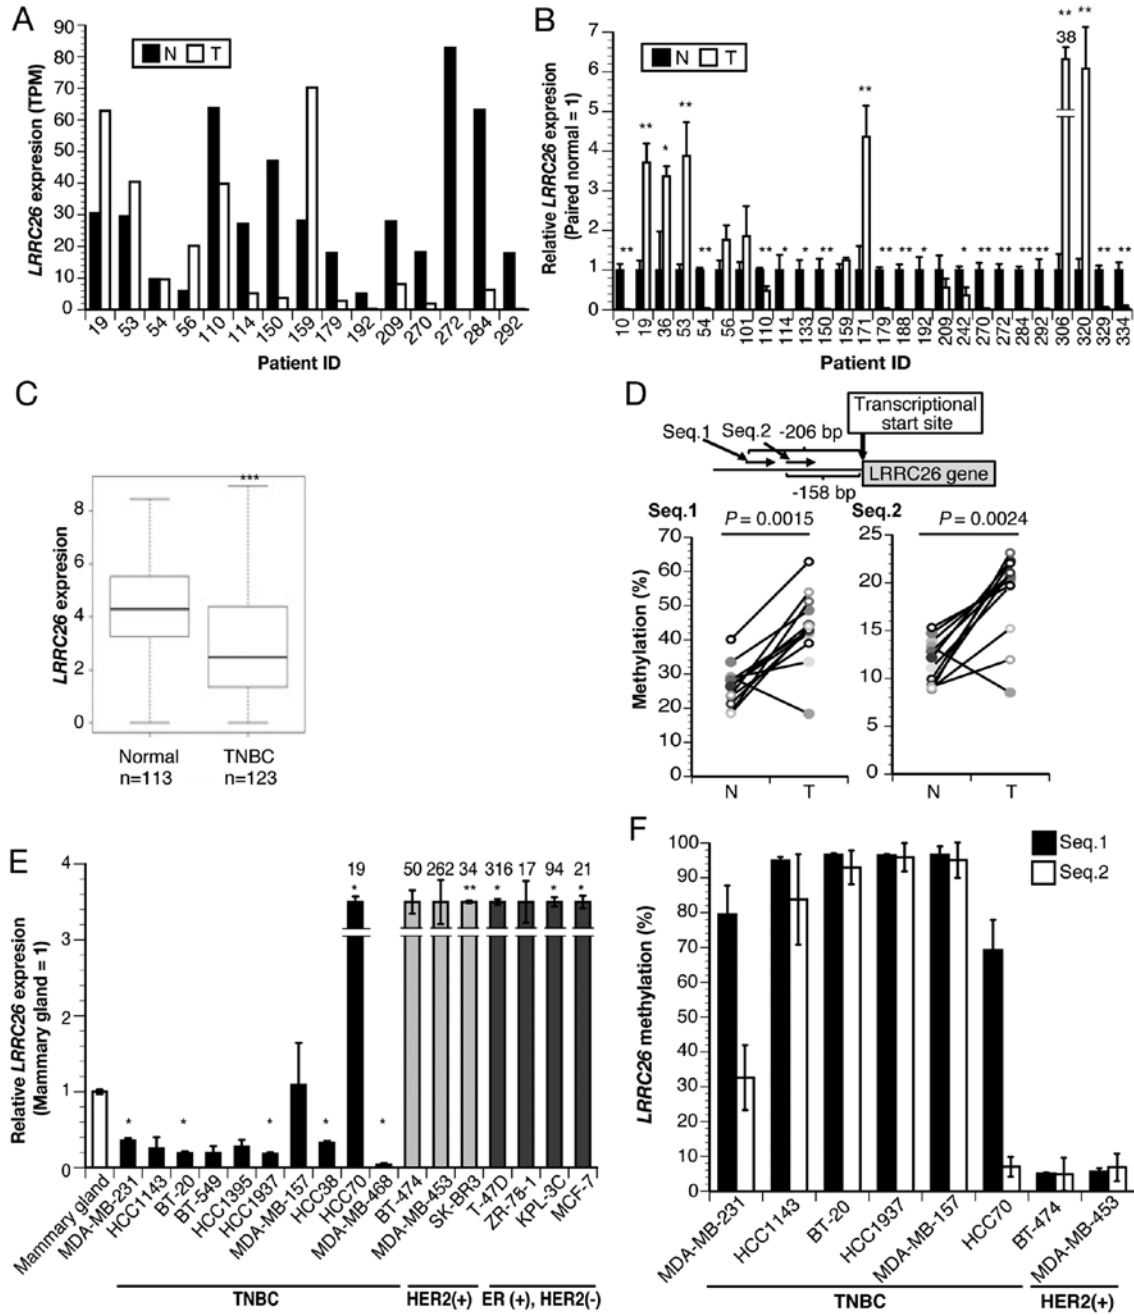 A
LRRC26 expresion (TPM)
90
80
70
60
50
40
30
20
10
0
N T
19 53 54 56 110 114 150 159 179 192 209 270 272 284 292
Patient ID
B
Relative LRRC26 expresion
(Paired normal = 1)
7
6
5
4
3
2
1
0
N T
** ** * ** ** ** * * ** ** ** ** * * ** ** ** ** ** ** ** **
38
10 19 36 53 54 56 101 110 114 133 150 159 171 179 188 192 209 242 270 272 284 292 306 320 329 334
Patient ID
C
LRRC26 expresion
8
6
4
2
0
***
Normal
n=113
TNBC
n=123
D
Transcriptional
start site
Seq.1 Seq.2 -206 bp
LRRC26 gene
-158 bp
Seq.1
P = 0.0015
Methylation (%)
70
60
50
40
30
20
10
0
N T
Seq.2
P = 0.0024
25
20
15
10
5
0
N T
E
Relative LRRC26 expresion
(Mammary gland = 1)
4
3
2
1
0
19 50 262 34 316 17 94 21
* * * * * * ** * * *
Mammary gland
MDA-MB-231
HCC1143
BT-20
BT-549
HCC1395
HCC1937
MDA-MB-157
HCC38
HCC70
MDA-MB-468
BT-474
MDA-MB-453
SK-BR3
T-47D
ZR-78-1
KPL-3C
MCF-7
TNBC HER2(+) ER (+), HER2(-)
F
LRRC26 methylation (%)
100
90
80
70
60
50
40
30
20
10
0
Seq.1
Seq.2
MDA-MB-231
HCC1143
BT-20
HCC1937
MDA-MB-157
HCC70
BT-474
MDA-MB-453
TNBC HER2(+)